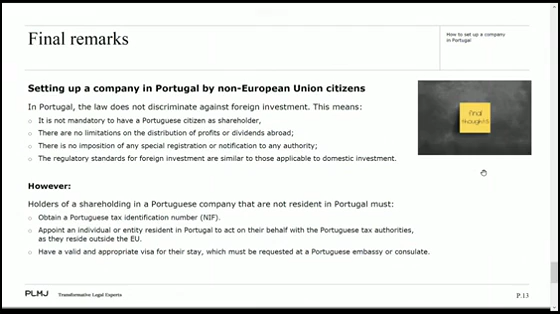 Final remarks
How to set up a company
in Portugal
Setting up a company in Portugal by non-European Union citizens
In Portugal, the law does not discriminate against foreign investment. This means:
○ It is not mandatory to have a Portuguese citizen as shareholder,
○ There are no limitations on the distribution of profits or dividends abroad;
○ There is no imposition of any special registration or notification to any authority;
○ The regulatory standards for foreign investment are similar to those applicable to domestic investment.
final
thoughts
However:
Holders of a shareholding in a Portuguese company that are not resident in Portugal must:
○ Obtain a Portuguese tax identification number (NIF).
○ Appoint an individual or entity resident in Portugal to act on their behalf with the Portuguese tax authorities,
as they reside outside the EU.
○ Have a valid and appropriate visa for their stay, which must be requested at a Portuguese embassy or consulate.
PLMJ Transformative Legal Experts
P.13